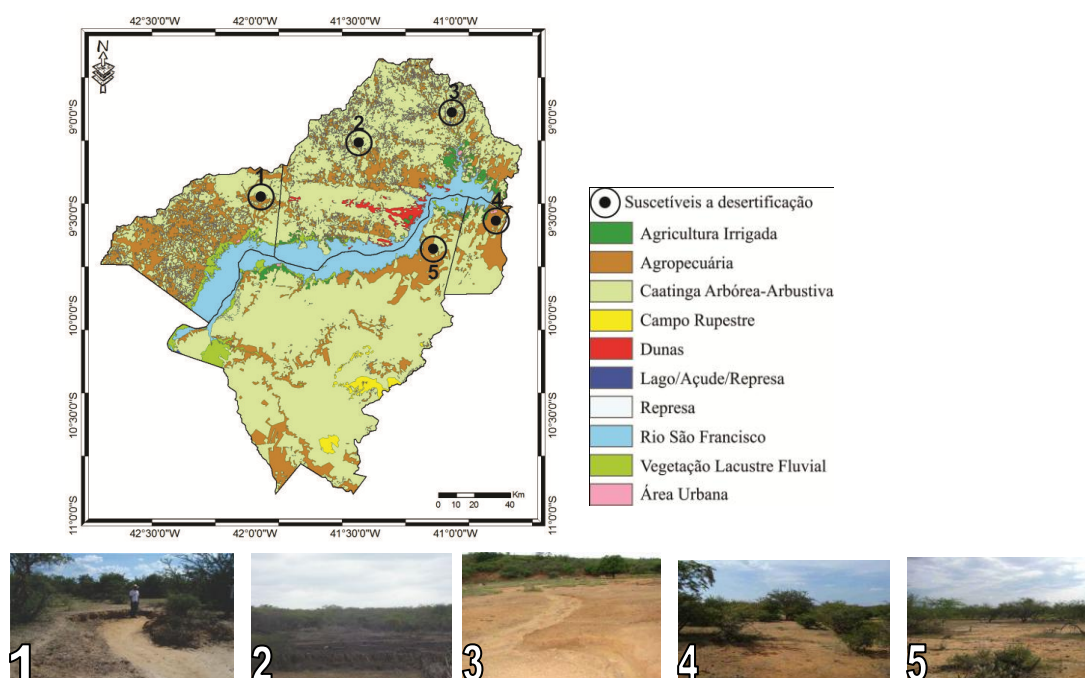 42°30'0"W 42°0'0"W 41°30'0"W 41°0'0"W
N
9°0'0"S
9°30'0"S
10°0'0"S
10°30'0"S
11°0'0"S
9°0'0"S
9°30'0"S
10°0'0"S
10°30'0"S
11°0'0"S
3
2
1
4
5
Km
0 10 20 40
42°30'0"W 42°0'0"W 41°30'0"W 41°0'0"W
Suscetíveis a desertificação
Agricultura Irrigada
Agropecuária
Caatinga Arbórea-Arbustiva
Campo Rupestre
Dunas
Lago/Açude/Represa
Represa
Rio São Francisco
Vegetação Lacustre Fluvial
Área Urbana
1 2 3 4 5